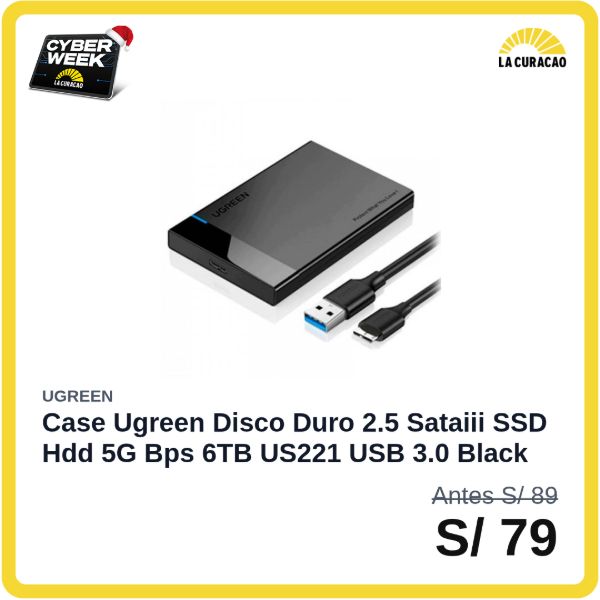 CYBER
WEEK
LA CURACAO
LA CURACAO
UGREEN
UGREEN
Case Ugreen Disco Duro 2.5 Sataiii SSD
Hdd 5G Bps 6TB US221 USB 3.0 Black
Antes S/ 89
S/ 79